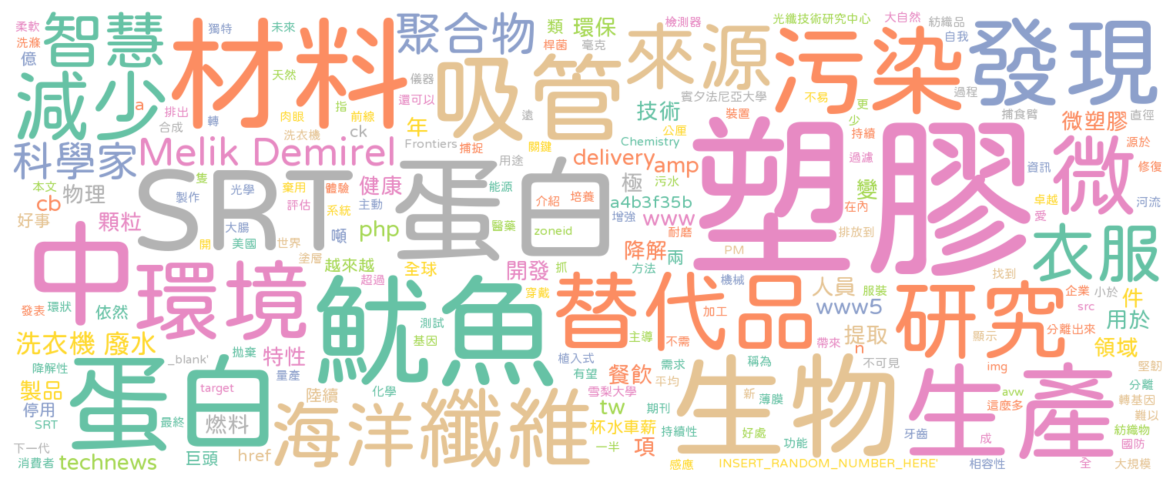 柔軟 獨特 未來
智慧 材料 聚合物 類 環保 檢測器 光纖技術研究中心 大自然 紡織品 自我
洗滌 億 天然 儀器 桿菌 毫克 來源 污染 發現
減少 a 排出 轉 肉眼 指 前線 還可以 吸管 遠 賓夕法尼亞大學 裝置 不易 更 過程 捕食臂 直徑
合成 洗衣機 ck Frontiers 捕捉 年 技術 公厘 少 持續 微塑膠 源於
科學家 Melik Demirel 關鍵 Chemistry 過濾 資訊 修復
本文 隻 光學 棄用 體驗 健康 用途 delivery amp 污水 塑膠 卓越 微
cb 物理 製作 評估 系統 主動 SRT 蛋白 能源 介紹 培養 極 a4b3f35b 變 在內 愛 河流
好事 顆粒 大腸 噸 php 醫藥 zoneid 增強 www 耐磨 排放到
中 環境 開 美國 世界 塗層 越來越 全球 開發 抓 降解 兩 PM 衣服
超過 穿戴 方法 機械 人員 服裝 找到
發表 環狀 依然 魷魚 測試 基因 替代品 主導 不需 加工 www5 研究 小於 企業 src 件
洗衣機 廢水 _blank' 拋棄 特性 植入式 需求 帶來 提取 n 顯示 分離出來 用於
降解性 量產 有望 稱為 不可見 img 領域 堅韌
製品 蛋白 target 陸續 化學 雪梨大學 餐飲 平均 新 薄膜 生物 生產 avw 分離
停用 SRT 最終 燃料 海洋 纖維 tw 期刊 持續性 這麼多 轉基因 難以
下一代 巨頭 href 杯水車薪 一半 項 好處 功能 牙齒 成 紡織物 國防
消費者 technews 感應 INSERT_RANDOM_NUMBER_HERE' 相容性 全 大規模